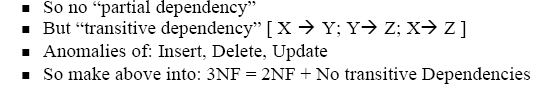 ▪ So no “partial dependency”
▪ But “transitive dependency” [ X → Y; Y→ Z; X→ Z ]
▪ Anomalies of: Insert, Delete, Update
▪ So make above into: 3NF = 2NF + No transitive Dependencies